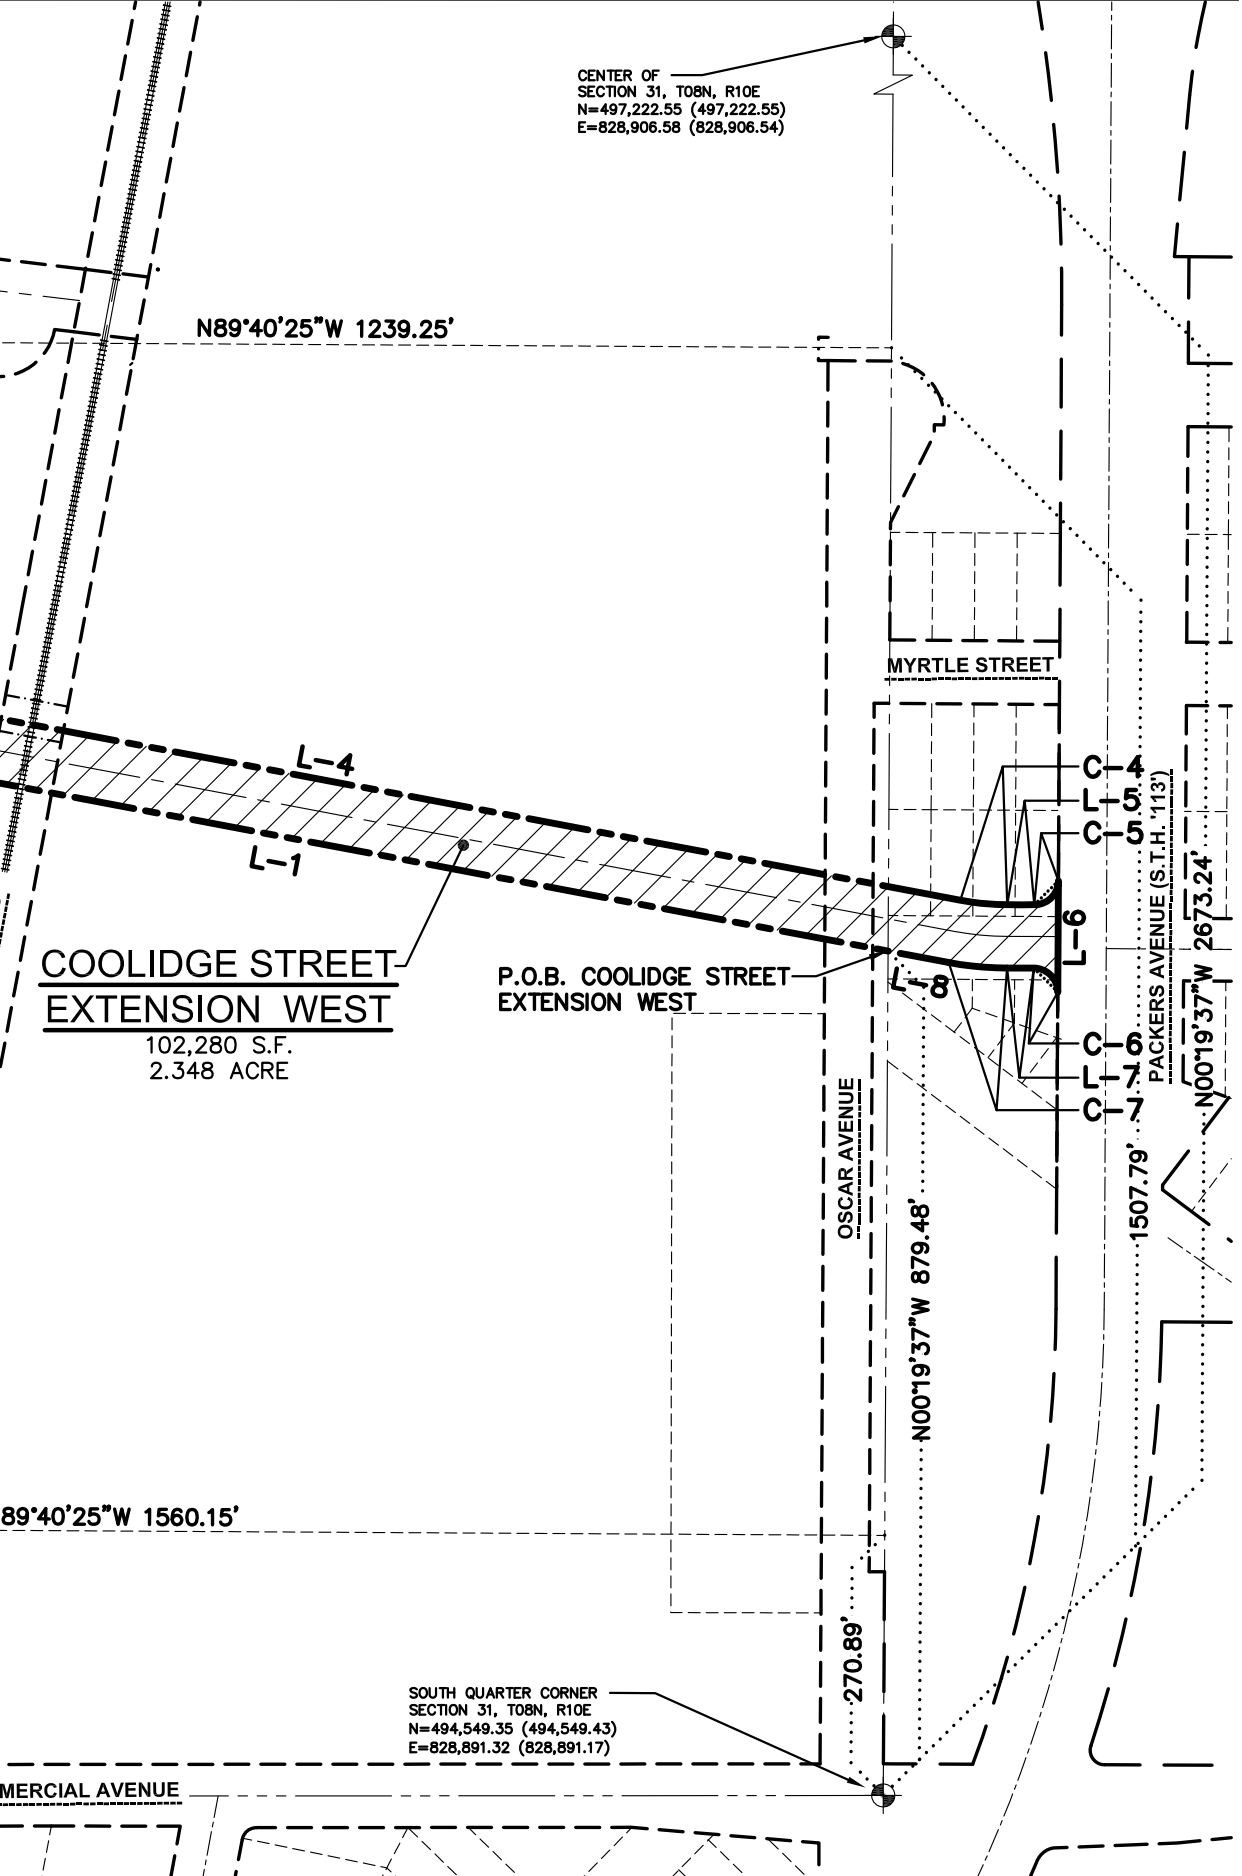 CENTER OF
SECTION 31, T08N, R10E
N=497,222.55 (497,222.55)
E=828,906.58 (828,906.54)
N89°40'25"W 1239.25'
MYRTLE STREET
L-4
C-4
L-5
C-5
L-1
L-6
COOLIDGE STREET
EXTENSION WEST
102,280 S.F.
2.348 ACRE
P.O.B. COOLIDGE STREET
EXTENSION WEST
L-8
C-6
L-7
C-7
PACKERS AVENUE (S.T.H. '113')
N00°19'37"W 2673.24'
OSCAR AVENUE
1507.79'
N00°19'37"W 879.48'
89°40'25"W 1560.15'
270.89'
SOUTH QUARTER CORNER
SECTION 31, T08N, R10E
N=494,549.35 (494,549.43)
E=828,891.32 (828,891.17)
MERCIAL AVENUE